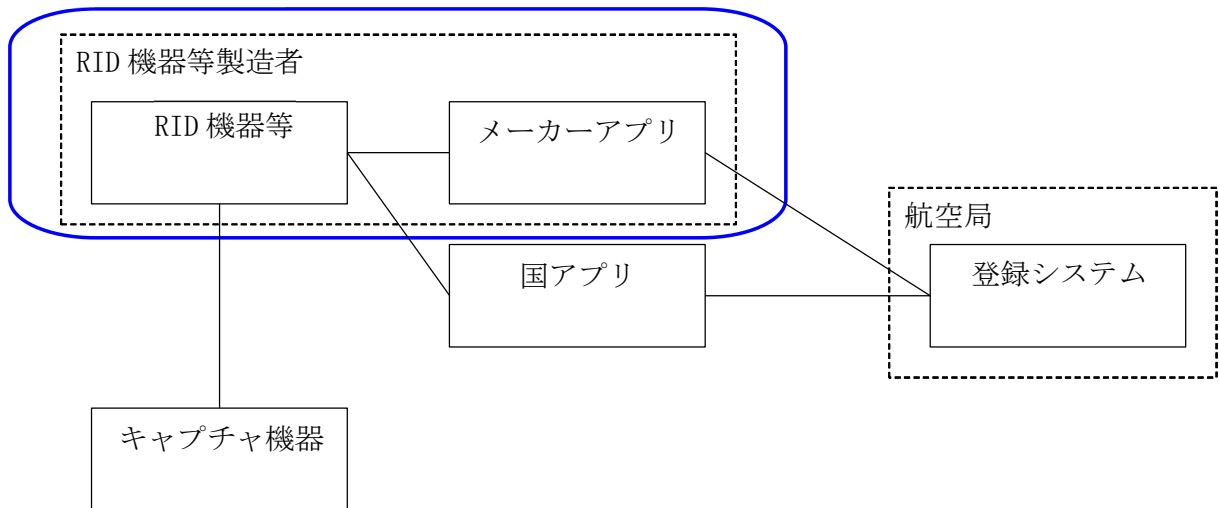 RID 機器等製造者
RID 機器等
メーカーアプリ
航空局
国アプリ
登録システム
キャプチャ機器